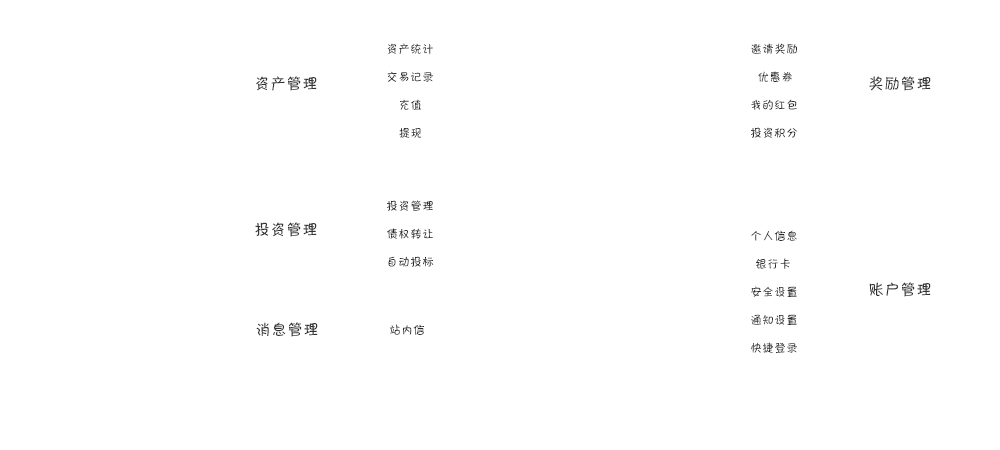 资产管理
资产统计
交易记录
充值
提现
投资管理
投资管理
债权转让
自动投标
消息管理
站内信
邀请奖励
优惠券
我的红包
投资积分
奖励管理
个人信息
银行卡
安全设置
通知设置
快捷登录
账户管理